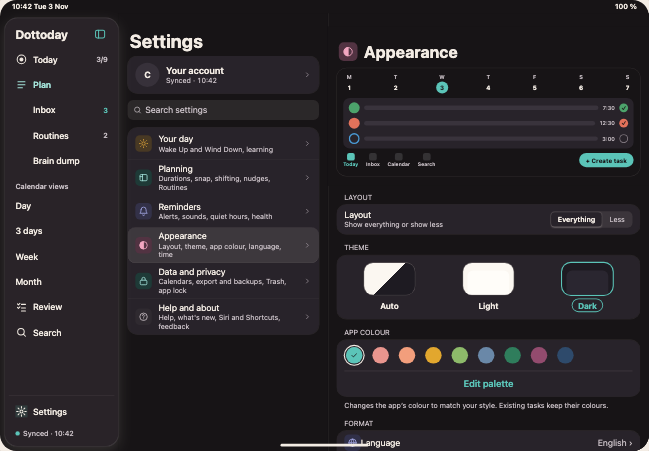 10:42 Tue 3 Nov
100 %
Dottoday
Today 3/9
Plan
Inbox 3
Routines 2
Brain dump
Calendar views
Day
3 days
Week
Month
Review
Search
Settings
Synced · 10:42
Settings
C
Your account
Synced · 10:42
Search settings
Your day
Wake Up and Wind Down, learning
Planning
Durations, snap, shifting, nudges,
Routines
Reminders
Alerts, sounds, quiet hours, health
Appearance
Layout, theme, app colour, language,
time
Data and privacy
Calendars, export and backups, Trash,
app lock
Help and about
Help, what's new, Siri and Shortcuts,
feedback
Appearance
M T W T F S S
1 2 3 4 5 6 7
7:30
12:30
3:00
Today Inbox Calendar Search
+ Create task
LAYOUT
Layout
Show everything or show less
Everything Less
THEME
Auto Light Dark
APP COLOUR
Edit palette
Changes the app's colour to match your style. Existing tasks keep their colours.
FORMAT
Language English ›